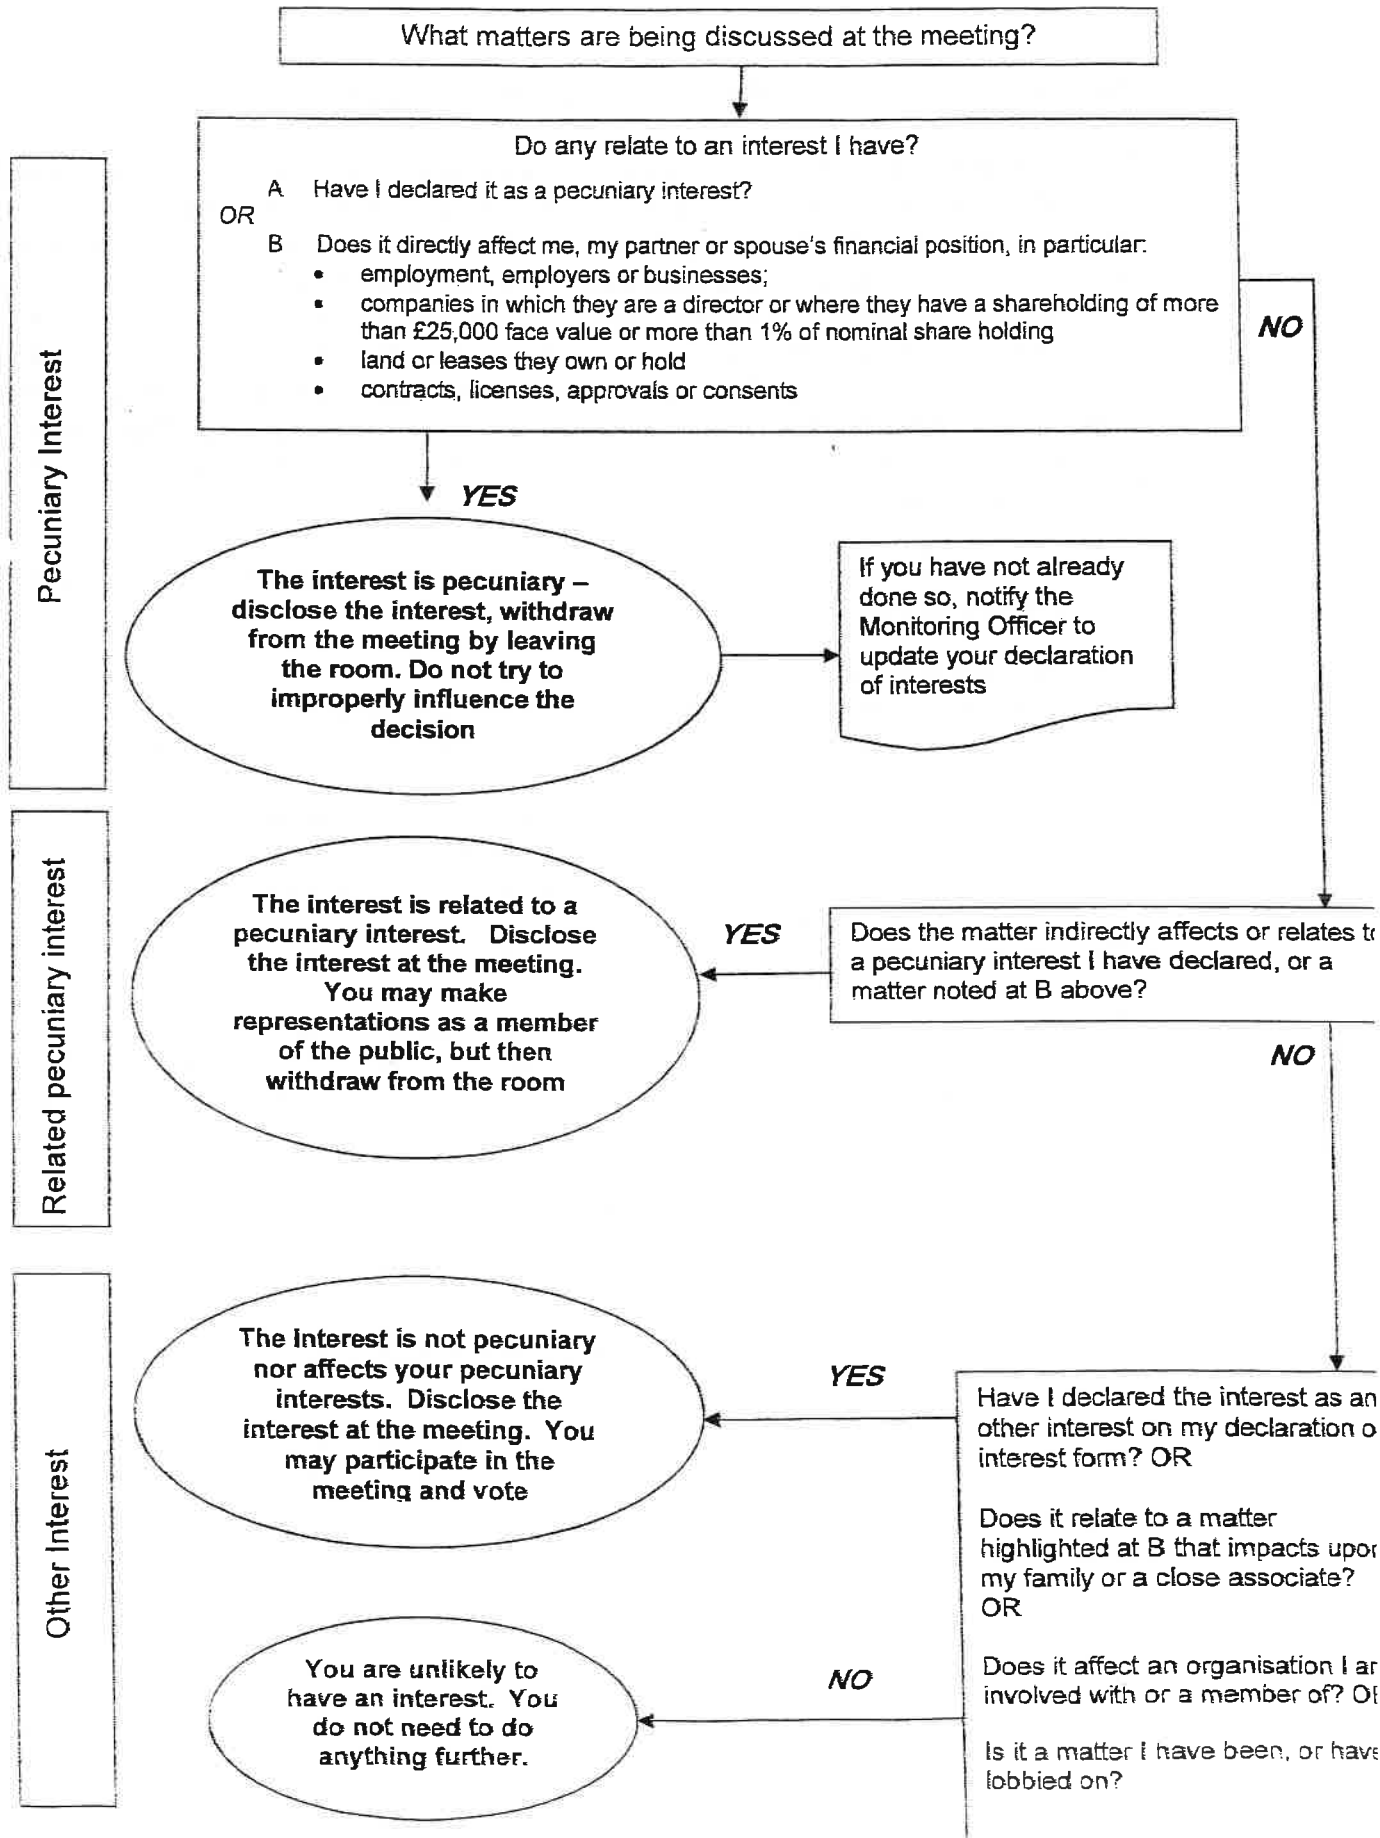 What matters are being discussed at the meeting?
Do any relate to an interest I have?
A Have I declared it as a pecuniary interest?
OR
B Does it directly affect me, my partner or spouse's financial position, in particular:
• employment, employers or businesses;
• companies in which they are a director or where they have a shareholding of more
than £25,000 face value or more than 1% of nominal share holding
• land or leases they own or hold
• contracts, licenses, approvals or consents
NO
Pecuniary Interest
YES
The interest is pecuniary –
disclose the interest, withdraw
from the meeting by leaving
the room. Do not try to
improperly influence the
decision
If you have not already
done so, notify the
Monitoring Officer to
update your declaration
of interests
Related pecuniary interest
The interest is related to a
pecuniary interest. Disclose
the interest at the meeting.
You may make
representations as a member
of the public, but then
withdraw from the room
YES
Does the matter indirectly affects or relates to
a pecuniary interest I have declared, or a
matter noted at B above?
NO
Other Interest
The Interest is not pecuniary
nor affects your pecuniary
interests. Disclose the
interest at the meeting. You
may participate in the
meeting and vote
YES
Have I declared the interest as an
other interest on my declaration o
interest form? OR
Does it relate to a matter
highlighted at B that impacts upon
my family or a close associate?
OR
Does it affect an organisation I
involved with or a member of?
Is it a matter I have been, or have
lobbied on?
NO
You are unlikely to
have an interest. You
do not need to do
anything further.